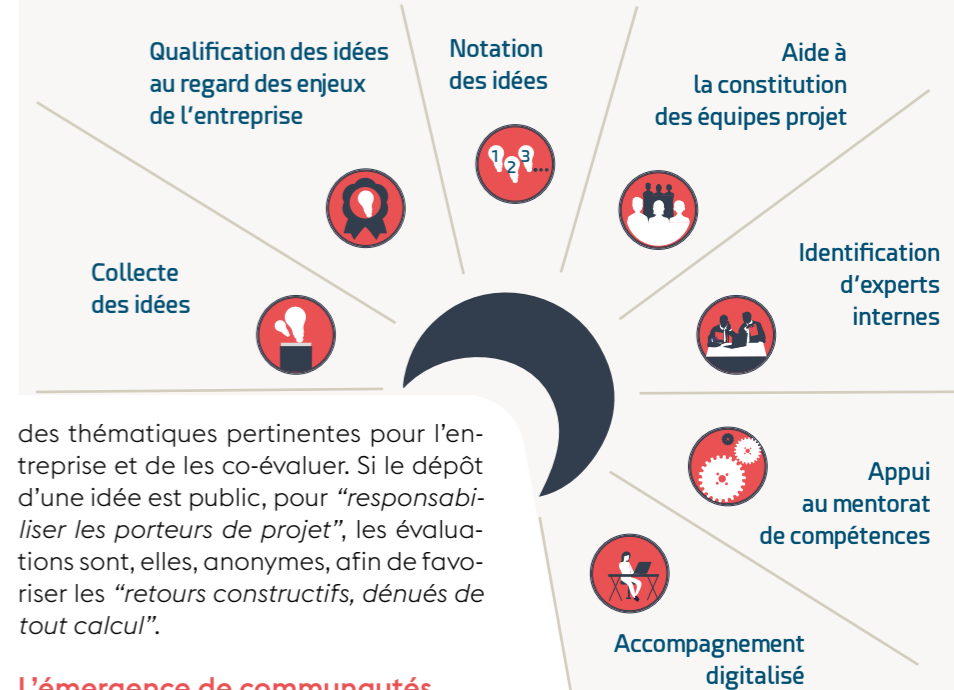 Qualification des idées
au regard des enjeux
de l'entreprise
Notation
des idées
Aide à
la constitution
des équipes projet
1 2 3...
Collecte
des idées
Identification
d'experts
internes
Appui
au mentorat
de compétences
Accompagnement
digitalisé
des thématiques pertinentes pour l'en-
treprise et de les co-évaluer. Si le dépôt
d'une idée est public, pour “responsabi-
liser les porteurs de projet”, les évalua-
tions sont, elles, anonymes, afin de favo-
riser les “retours constructifs, dénués de
tout calcul”.
L'émergence de communautés